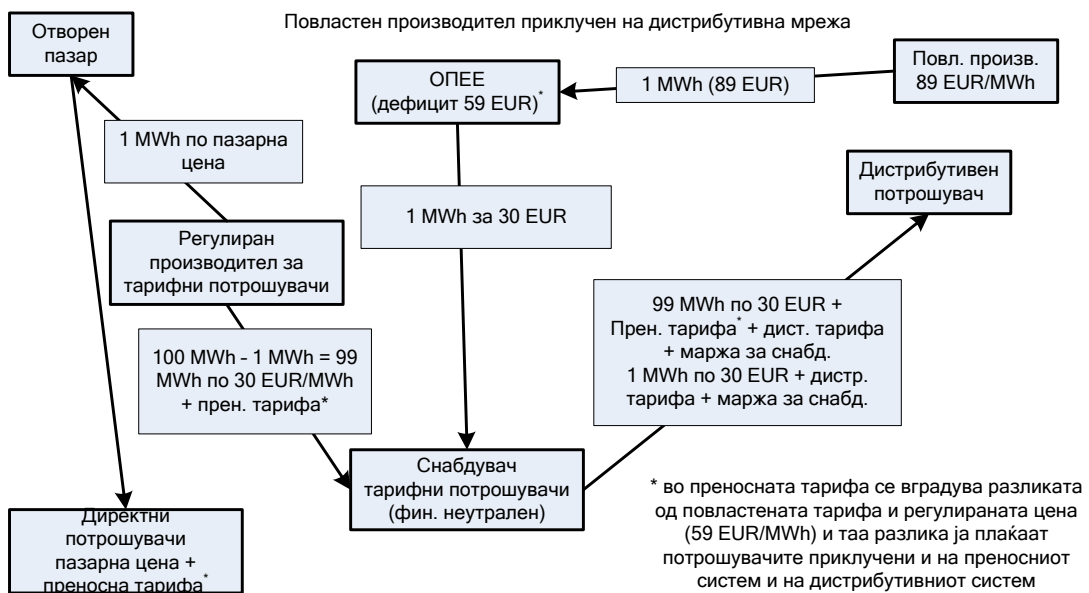 Повластен производител приклучен на дистрибутивна мрежа
Отворен
пазар
ОПЕЕ
(дефицит 59 EUR)*
1 MWh (89 EUR)
Повл. произв.
89 EUR/MWh
1 MWh по пазарна
цена
1 MWh за 30 EUR
Дистрибутивен
потрошувач
Регулиран
производител за
тарифни потрошувачи
100 MWh - 1 MWh = 99
MWh по 30 EUR/MWh
+ прен. тарифа*
99 MWh по 30 EUR +
Прен. тарифа* + дист. тарифа
+ маржа за снабд.
1 MWh по 30 EUR + дистр.
тарифа + маржа за снабд.
Снабдувач
тарифни потрошувачи
(фин. неутрален)
Директни
потрошувачи
пазарна цена +
преносна тарифа*
* во преносната тарифа се вградува разликата
од повластената тарифа и регулираната цена
(59 EUR/MWh) и таа разлика ја плаќаат
потрошувачите приклучени и на преносниот
систем и на дистрибутивниот систем